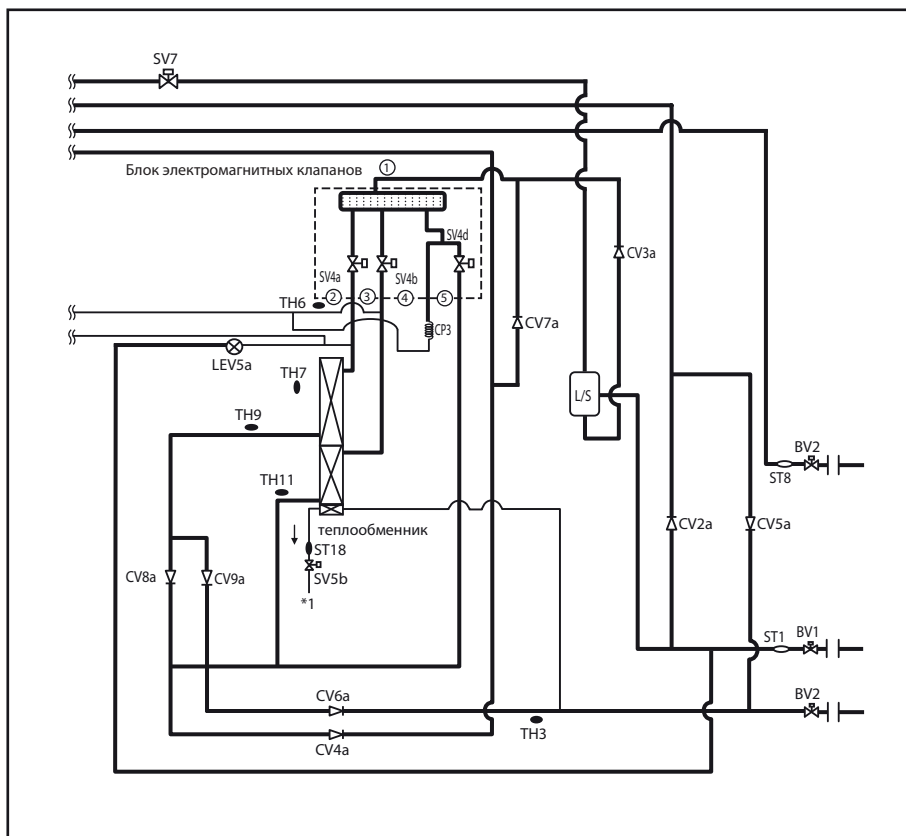 SV7
Блок электромагнитных клапанов
1
SV4d
CV3a
SV4a
SV4b
2
3
4
5
TH6
CP3
CV7a
LEV5a
TH7
L/S
TH9
BV2
ST8
TH11
теплообменник
CV2a
CV5a
ST18
CV8a
CV9a
SV5b
*1
ST1
BV1
CV6a
BV2
TH3
CV4a